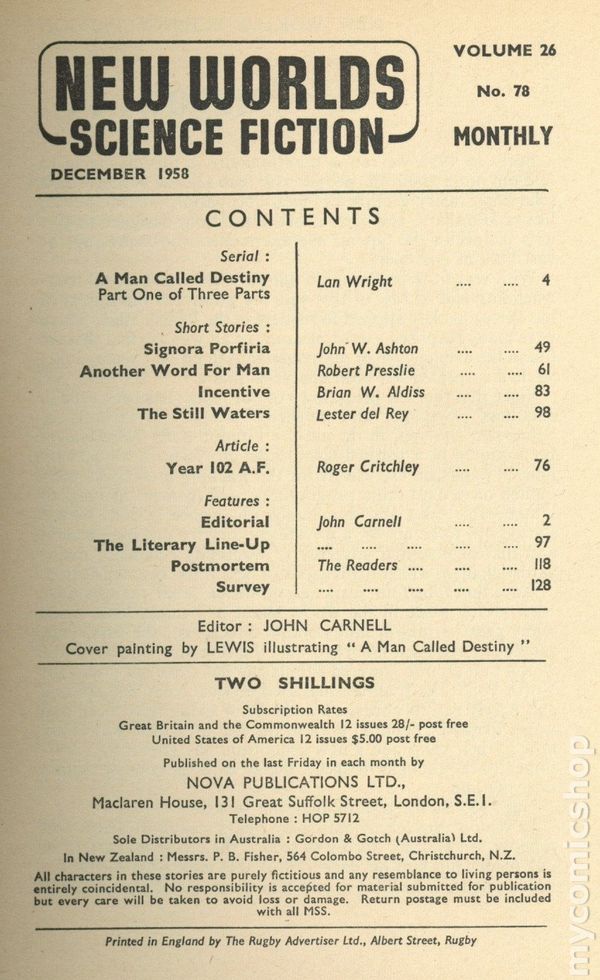 NEW WORLDS
SCIENCE FICTION
DECEMBER 1958
VOLUME 26
No. 78
MONTHLY
CONTENTS
Serial :
A Man Called Destiny Lan Wright .... .... 4
Part One of Three Parts
Short Stories :
Signora Porfiria John W. Ashton .... .... 49
Another Word For Man Robert Presslie .... .... 61
Incentive Brian W. Aldiss .... .... 83
The Still Waters Lester del Rey .... .... 98
Article :
Year 102 A.F. Roger Critchley .... .... 76
Features :
Editorial John Carnell .... .... 2
The Literary Line-Up .... .... .... .... .... 97
Postmortem The Readers .... .... .... 118
Survey .... .... .... .... .... 128
Editor : JOHN CARNELL
Cover painting by LEWIS illustrating “ A Man Called Destiny ”
TWO SHILLINGS
Subscription Rates
Great Britain and the Commonwealth 12 issues 28/- post free
United States of America 12 issues $5.00 post free
Published on the last Friday in each month by
NOVA PUBLICATIONS LTD.,
Maclaren House, 131 Great Suffolk Street, London, S.E.1.
Telephone : HOP 5712
Sole Distributors in Australia : Gordon & Gotch (Australia) Ltd.
In New Zealand : Messrs. P. B. Fisher, 564 Colombo Street, Christchurch, N.Z.
All characters in these stories are purely fictitious and any resemblance to living persons is
entirely coincidental. No responsibility is accepted for material submitted for publication
but every care will be taken to avoid loss or damage. Return postage must be included
with all MSS.
Printed in England by The Rugby Advertiser Ltd., Albert Street, Rugby
mycomicshop